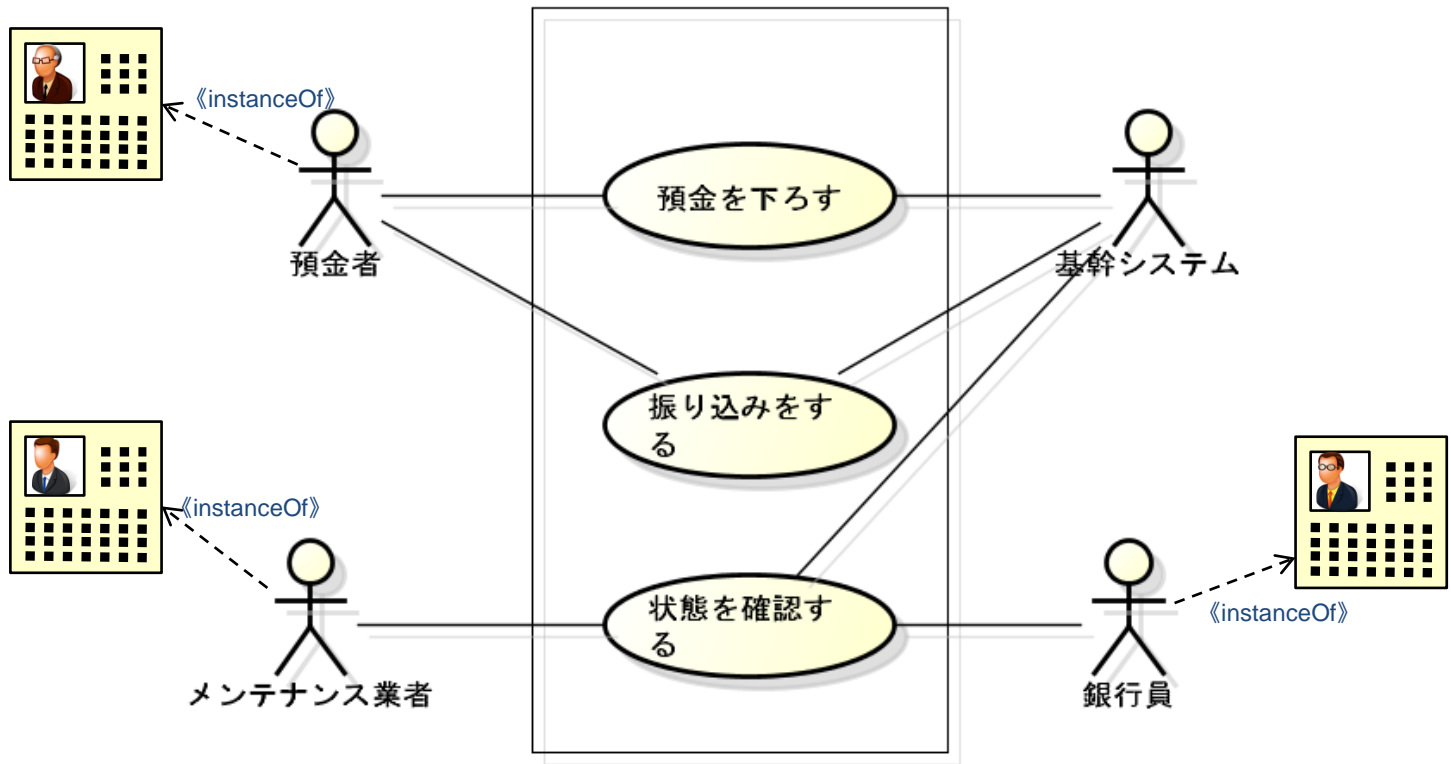 《instanceOf》
預金者
預金を下ろす
基幹システム
振り込みをす
る
《instanceOf》
メンテナンス業者
状態を確認す
る
銀行員
《instanceOf》